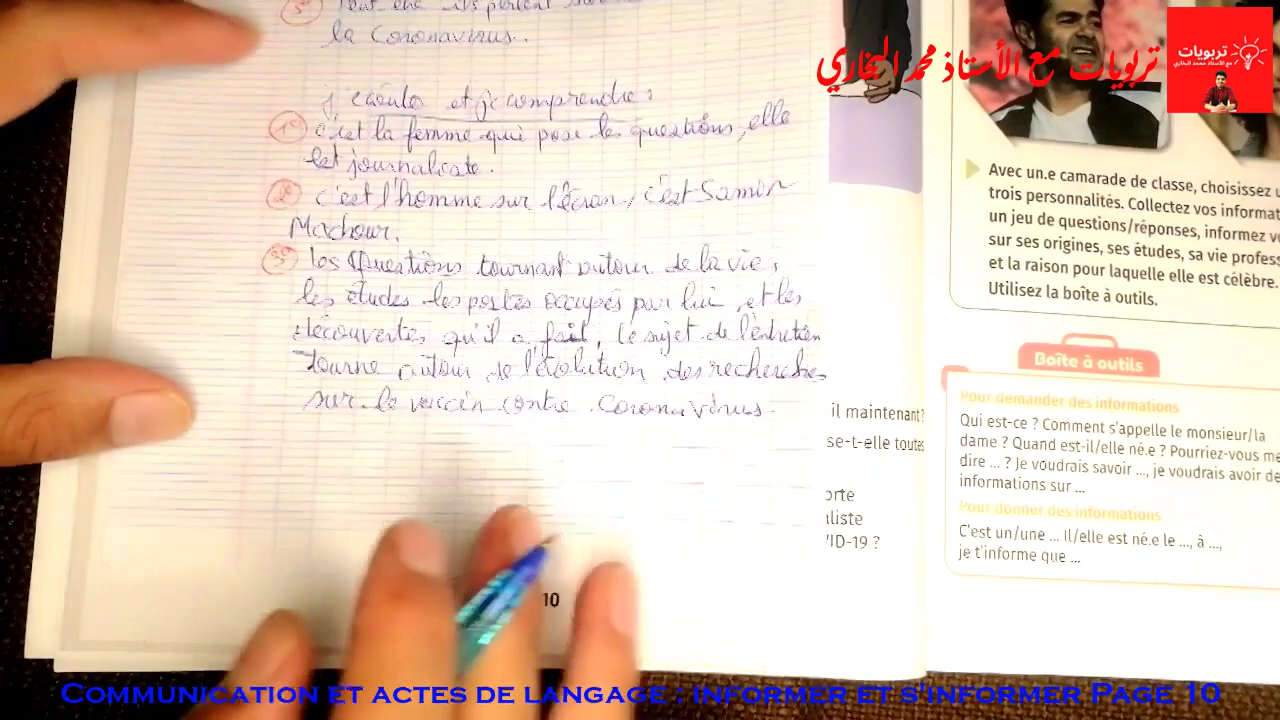 la Coronavirus..
j'écoute et je comprendre :
1° c'est la femme qui pose les questions, elle
est journaliste.
2 c'est l'homme sur l'écran, c'est Samir
Machour.
3° les Questions tournant autour de la vie,
les études les postes occupés par lui, et les
découvertes qu'il a fait, le sujet de l'entretien
tourne autour de l'évolution des recherches
sur le vaccin contre Coronavirus.
10
il maintenant?
se-t-elle toutes
orte
aliste
VID-19 ?
تربويات مع الأستاذ محمد البخاري
تربويات
مع الأستاذ محمد البخاري
Avec un.e camarade de classe, choisissez
trois personnalités. Collectez vos informat
un jeu de questions/réponses, informez v
sur ses origines, ses études, sa vie profess
et la raison pour laquelle elle est célèbre.
Utilisez la boîte à outils.
Boîte à outils
Pour demander des informations
Qui est-ce ? Comment s'appelle le monsieur/la
dame ? Quand est-il/elle né.e ? Pourriez-vous me
dire ... ? Je voudrais savoir ..., je voudrais avoir de
informations sur ...
Pour donner des informations
C'est un/une ... Il/elle est né.e le ..., à ...,
je t'informe que ...
Communication et actes de langage : informer et s'informer Page 10